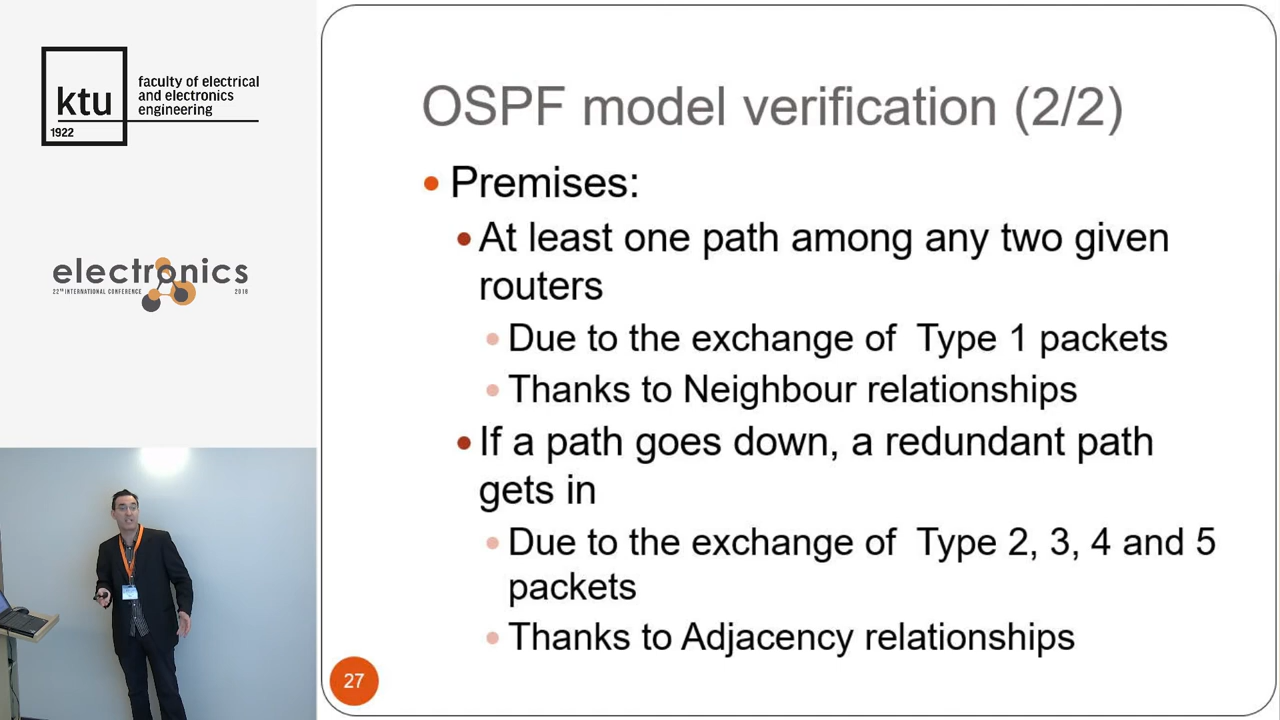 ktu
1922
faculty of electrical
and electronics
engineering
electronics
22ᵀᴴ INTERNATIONAL CONFERENCE 2018
OSPF model verification (2/2)
Premises:
At least one path among any two given
routers
Due to the exchange of Type 1 packets
Thanks to Neighbour relationships
If a path goes down, a redundant path
gets in
Due to the exchange of Type 2, 3, 4 and 5
packets
Thanks to Adjacency relationships
27